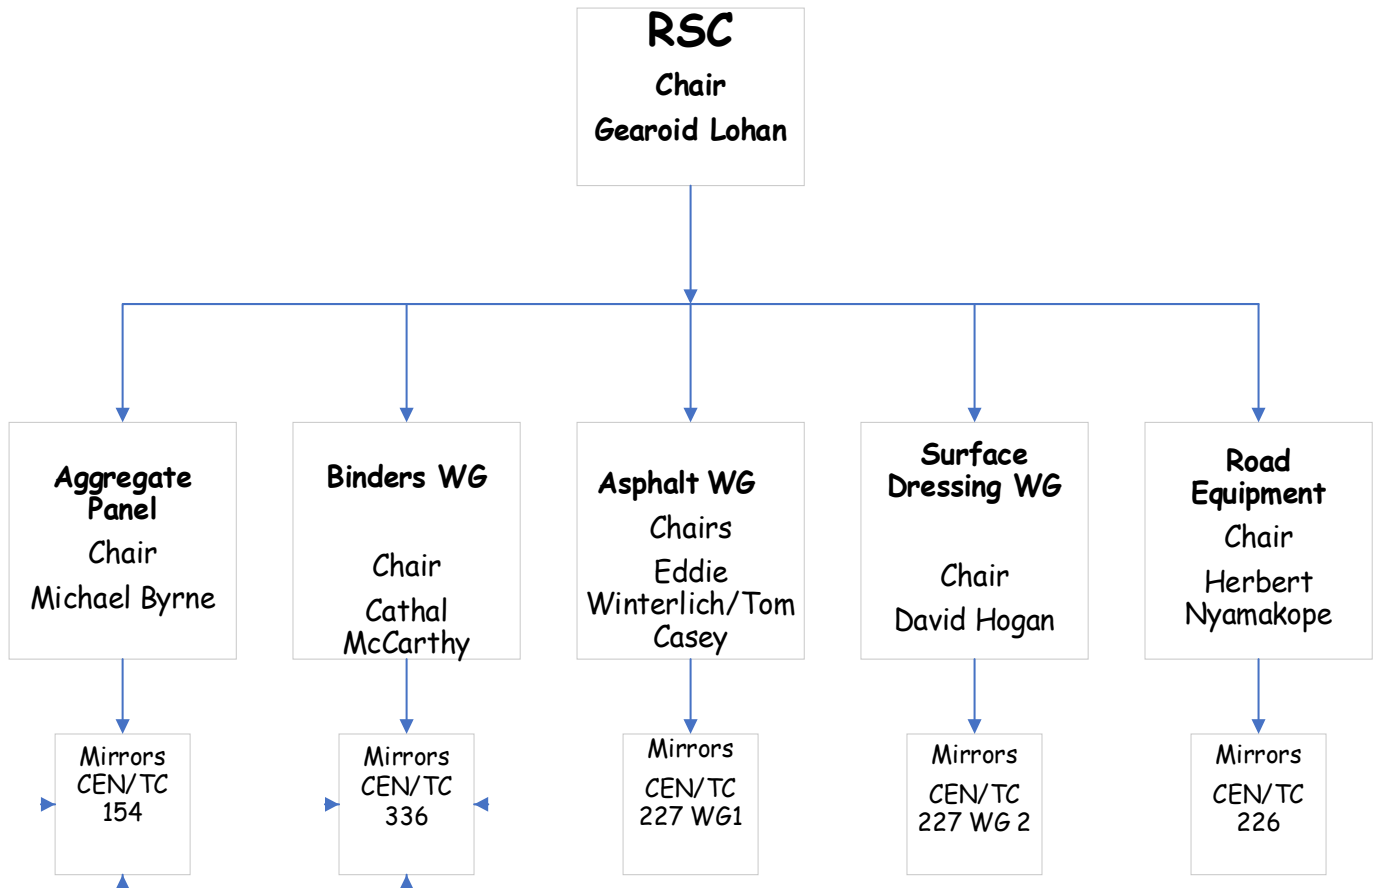 RSC
Chair
Gearoid Lohan
Aggregate
Panel
Chair
Michael Byrne
Binders WG
Chair
Cathal
McCarthy
Asphalt WG
Chairs
Eddie
Winterlich/Tom
Casey
Surface
Dressing WG
Chair
David Hogan
Road
Equipment
Chair
Herbert
Nyamakope
Mirrors
CEN/TC
154
Mirrors
CEN/TC
336
Mirrors
CEN/TC
227 WG1
Mirrors
CEN/TC
227 WG 2
Mirrors
CEN/TC
226